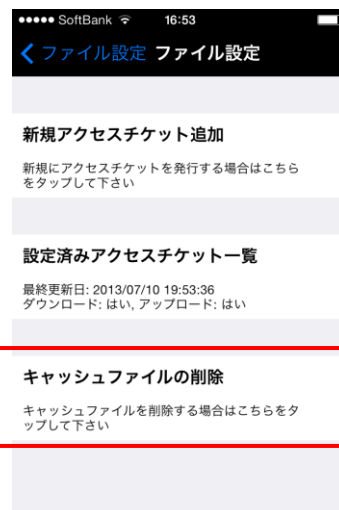 ●●●●● SoftBank 16:53
ファイル設定 ファイル設定
新規アクセスチケット追加
新規にアクセスチケットを発行する場合はこちら
をタップして下さい
設定済みアクセスチケット一覧
最終更新日: 2013/07/10 19:53:36
ダウンロード: はい, アップロード: はい
キャッシュファイルの削除
キャッシュファイルを削除する場合はこちらをタ
ップして下さい